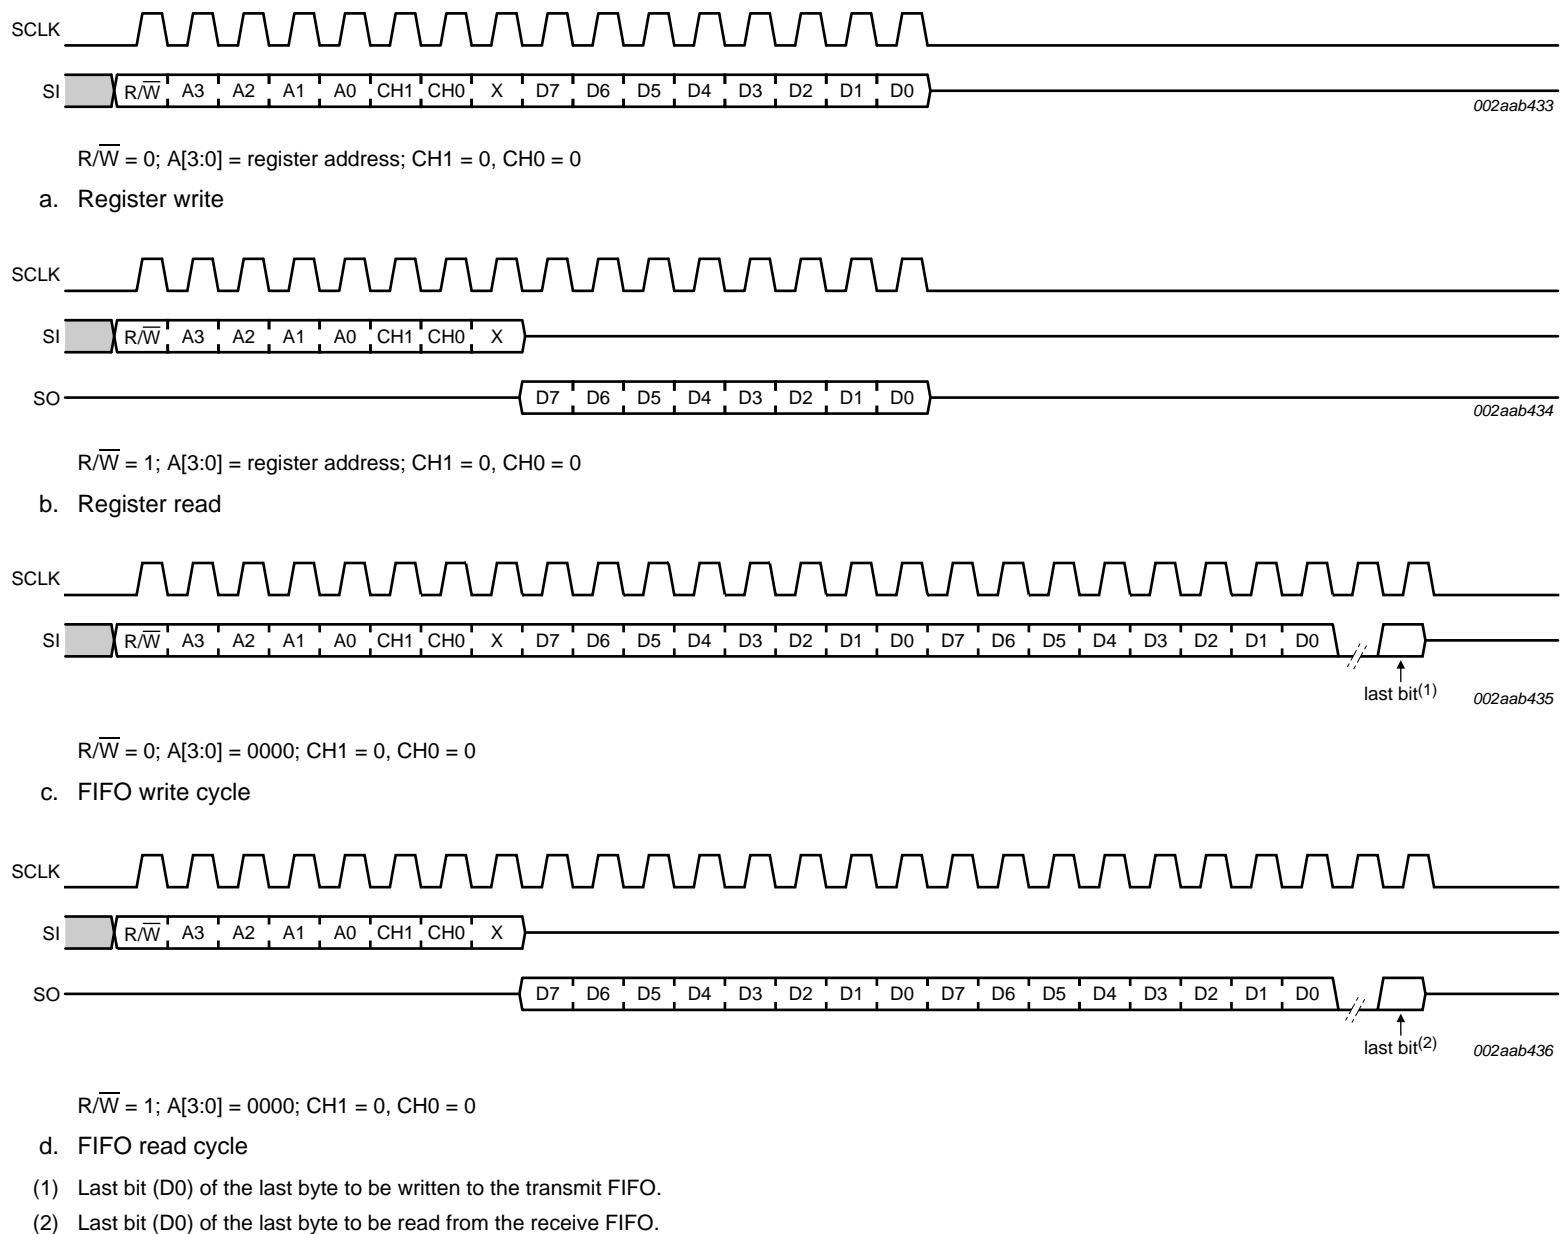 SCLK
SI R/W̅ A3 A2 A1 A0 CH1 CH0 X D7 D6 D5 D4 D3 D2 D1 D0
002aab433
R/W̅ = 0; A[3:0] = register address; CH1 = 0, CH0 = 0
a. Register write
SCLK
SI R/W̅ A3 A2 A1 A0 CH1 CH0 X
SO D7 D6 D5 D4 D3 D2 D1 D0
002aab434
R/W̅ = 1; A[3:0] = register address; CH1 = 0, CH0 = 0
b. Register read
SCLK
SI R/W̅ A3 A2 A1 A0 CH1 CH0 X D7 D6 D5 D4 D3 D2 D1 D0 D7 D6 D5 D4 D3 D2 D1 D0
last bit(1) 002aab435
R/W̅ = 0; A[3:0] = 0000; CH1 = 0, CH0 = 0
c. FIFO write cycle
SCLK
SI R/W̅ A3 A2 A1 A0 CH1 CH0 X
SO D7 D6 D5 D4 D3 D2 D1 D0 D7 D6 D5 D4 D3 D2 D1 D0
last bit(2) 002aab436
R/W̅ = 1; A[3:0] = 0000; CH1 = 0, CH0 = 0
d. FIFO read cycle
(1) Last bit (D0) of the last byte to be written to the transmit FIFO.
(2) Last bit (D0) of the last byte to be read from the receive FIFO.